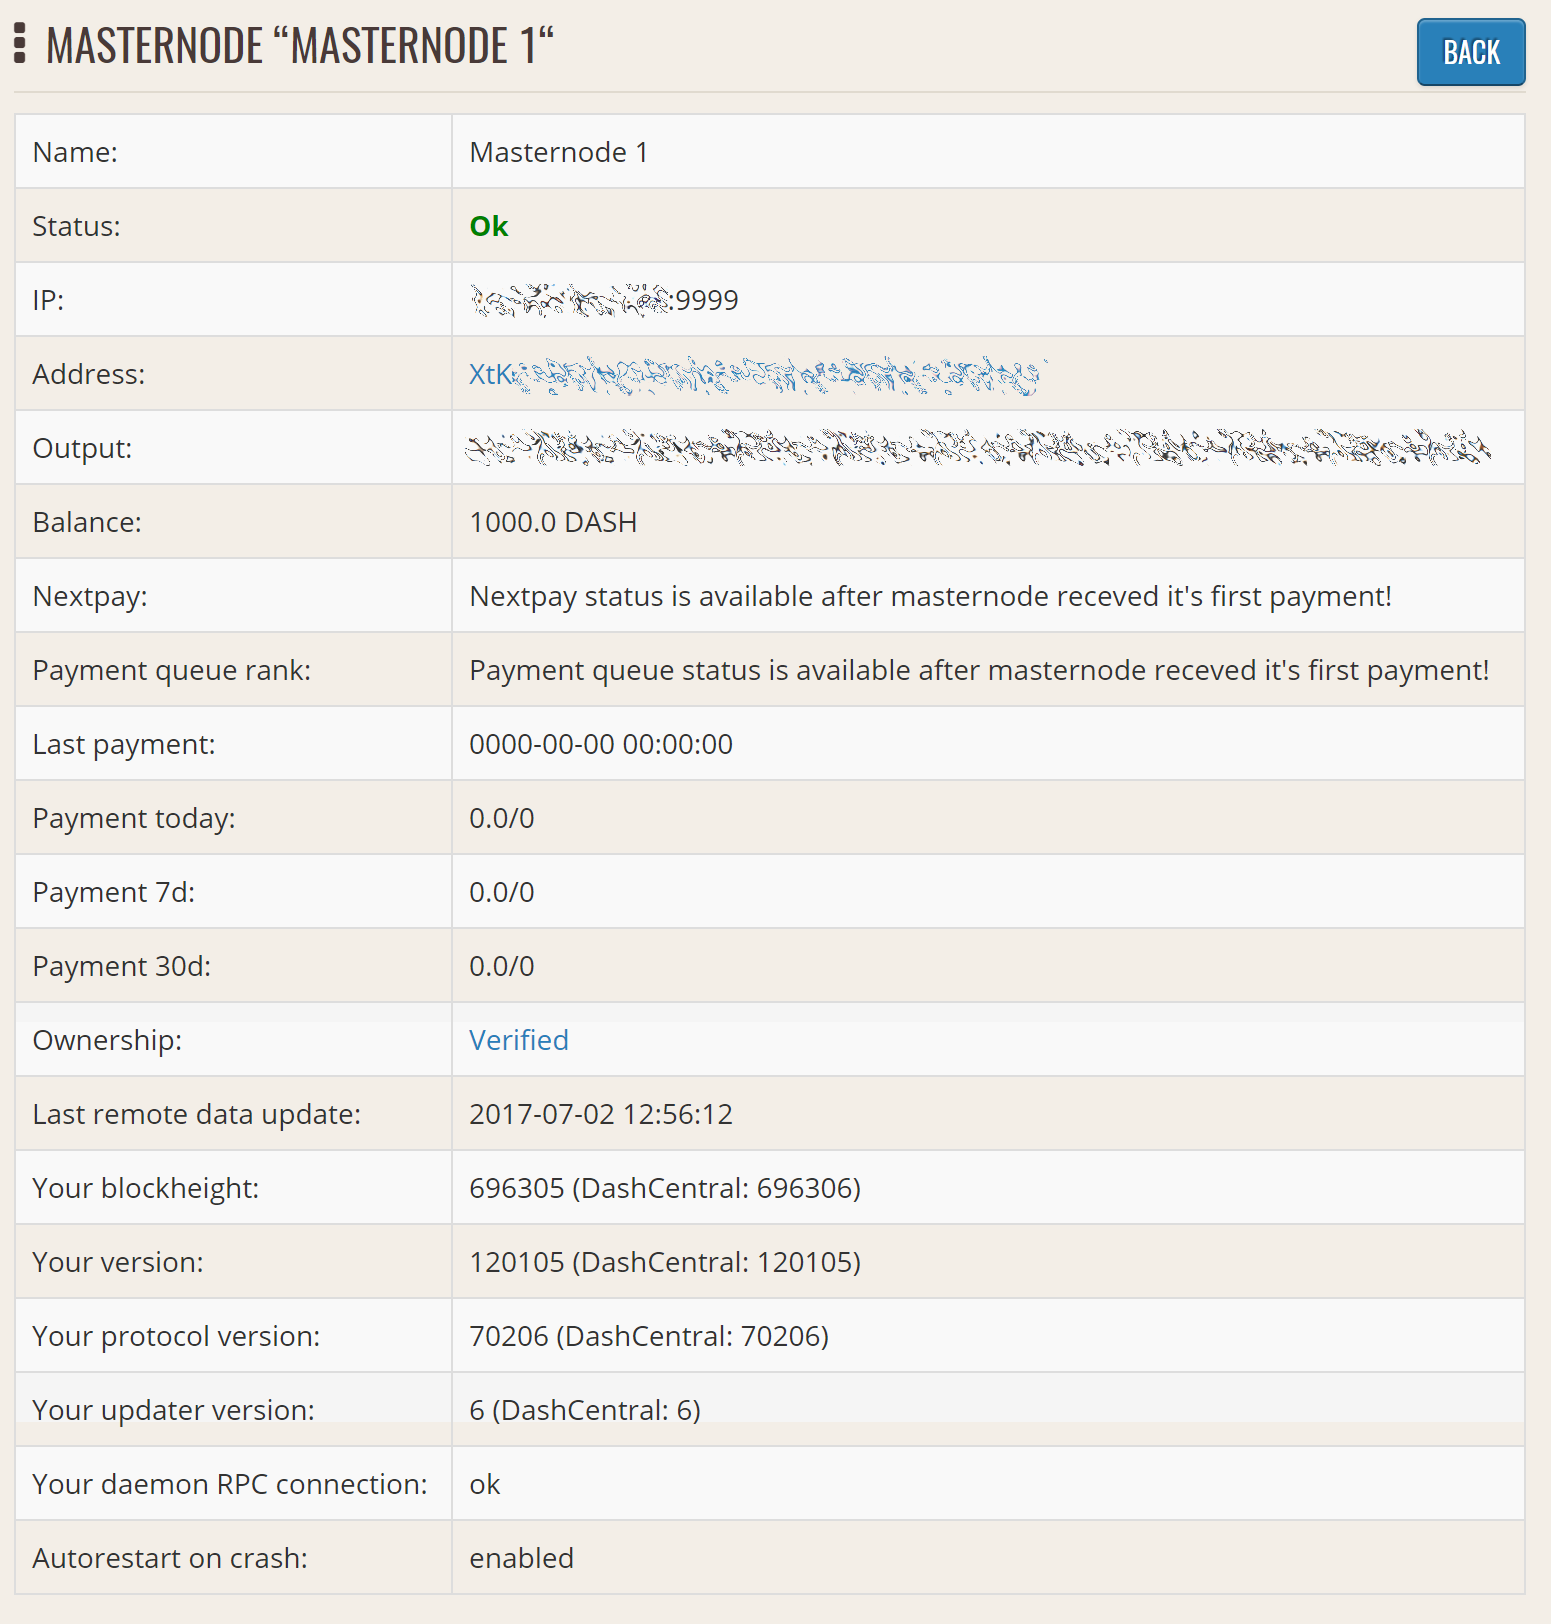 MASTERNODE “MASTERNODE 1“
BACK
Name: Masternode 1
Status: Ok
IP: :9999
Address: XtK
Output:
Balance: 1000.0 DASH
Nextpay: Nextpay status is available after masternode receved it's first payment!
Payment queue rank: Payment queue status is available after masternode receved it's first payment!
Last payment: 0000-00-00 00:00:00
Payment today: 0.0/0
Payment 7d: 0.0/0
Payment 30d: 0.0/0
Ownership: Verified
Last remote data update: 2017-07-02 12:56:12
Your blockheight: 696305 (DashCentral: 696306)
Your version: 120105 (DashCentral: 120105)
Your protocol version: 70206 (DashCentral: 70206)
Your updater version: 6 (DashCentral: 6)
Your daemon RPC connection: ok
Autorestart on crash: enabled